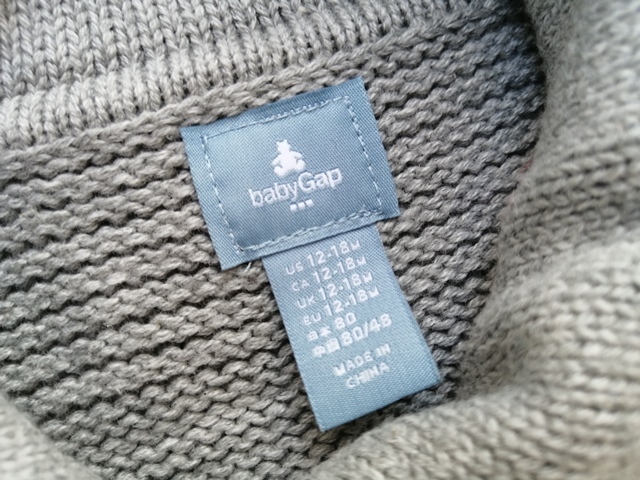 babyGap
US 12-18M
CA 12-18M
UK 12-18M
EU 12-18M
日本 80
中国 80/48
MADE IN
CHINA